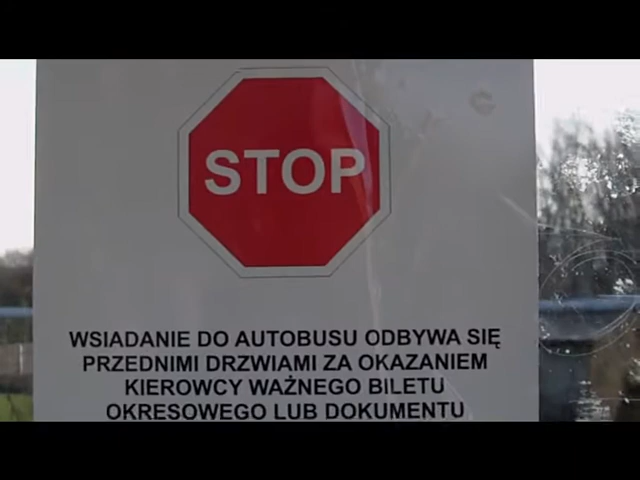 STOP
WSIADANIE DO AUTOBUSU ODBYWA SIĘ
PRZEDNIMI DRZWIAMI ZA OKAZANIEM
KIEROWCY WAŻNEGO BILETU
OKRESOWEGO LUB DOKUMENTU